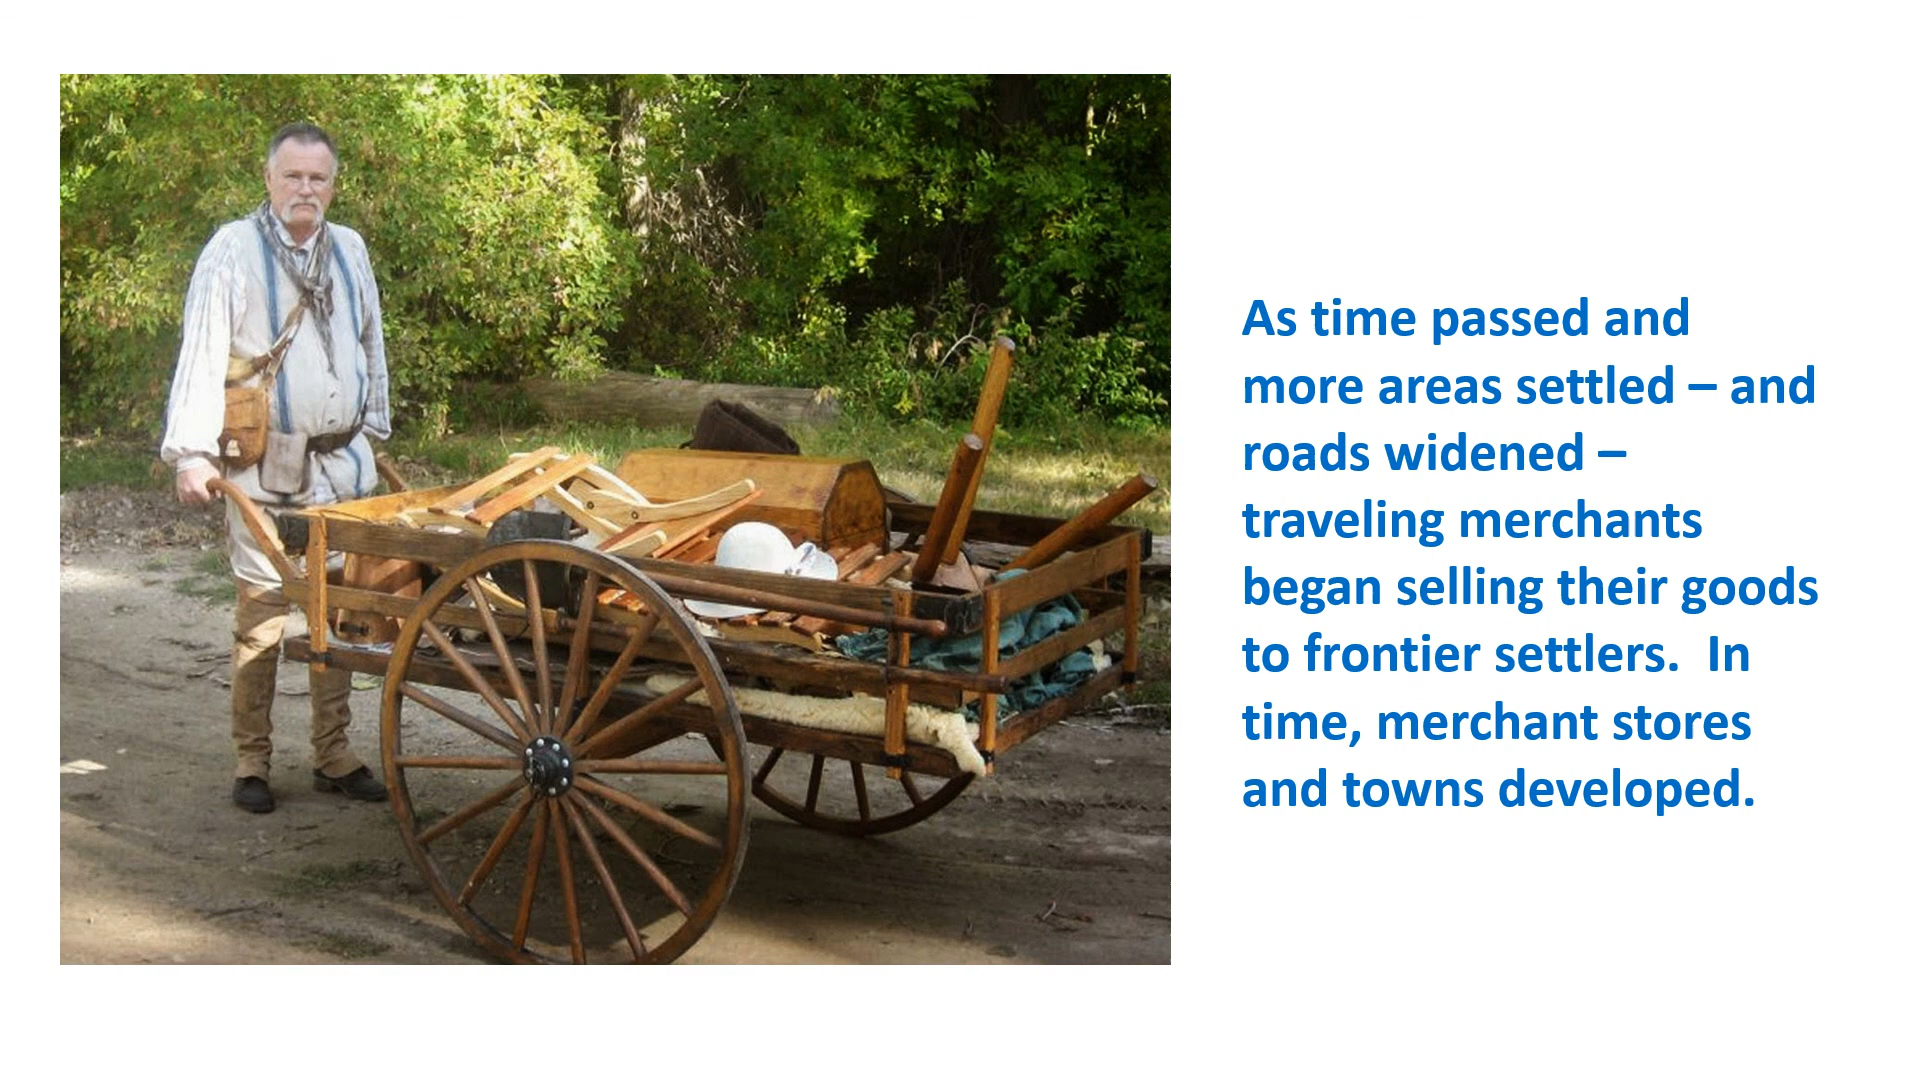 As time passed and
more areas settled – and
roads widened –
traveling merchants
began selling their goods
to frontier settlers.  In
time, merchant stores
and towns developed.